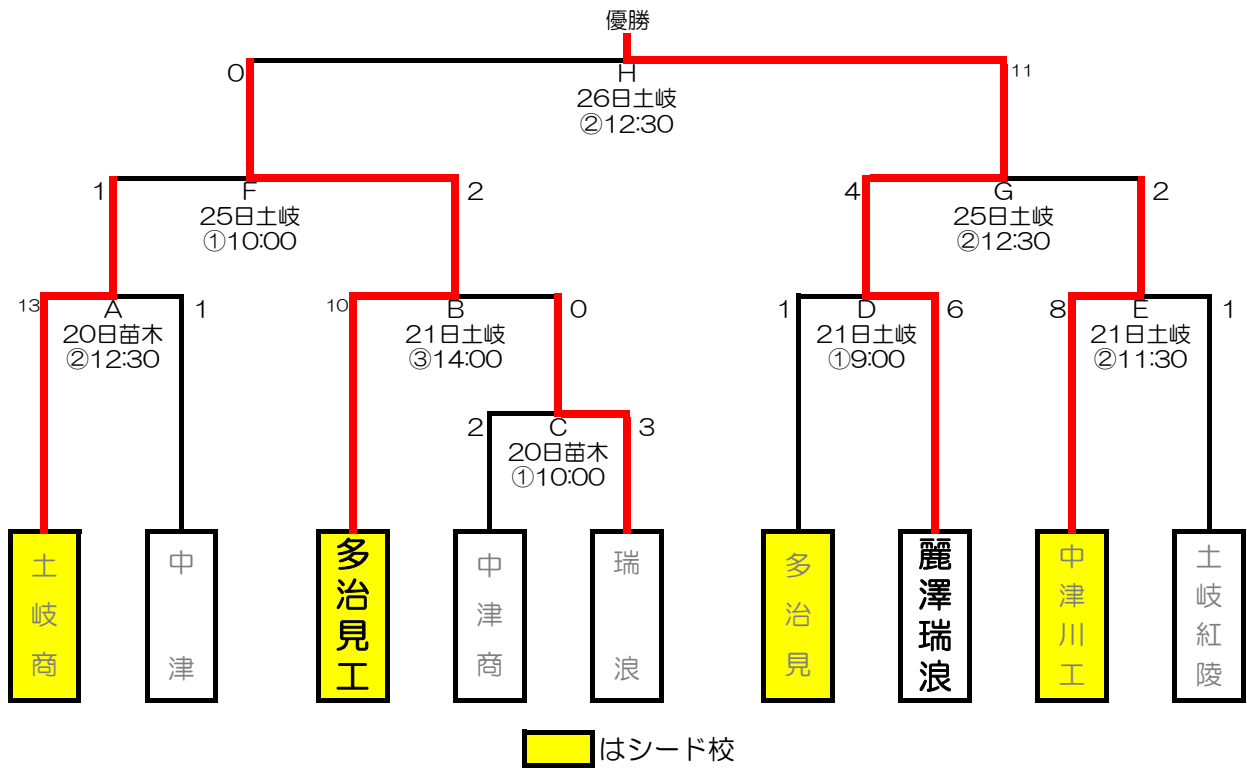 優勝
0
H
11
26日土岐
②12:30
1
F
2
25日土岐
①10:00
4
G
2
25日土岐
②12:30
13
A
1
20日苗木
②12:30
10
B
0
21日土岐
③14:00
1
D
6
21日土岐
①9:00
8
E
1
21日土岐
②11:30
2
C
3
20日苗木
①10:00
土岐商
中津
多治見工
中津商
瑞浪
多治見
麗澤瑞浪
中津川工
土岐紅陵
はシード校